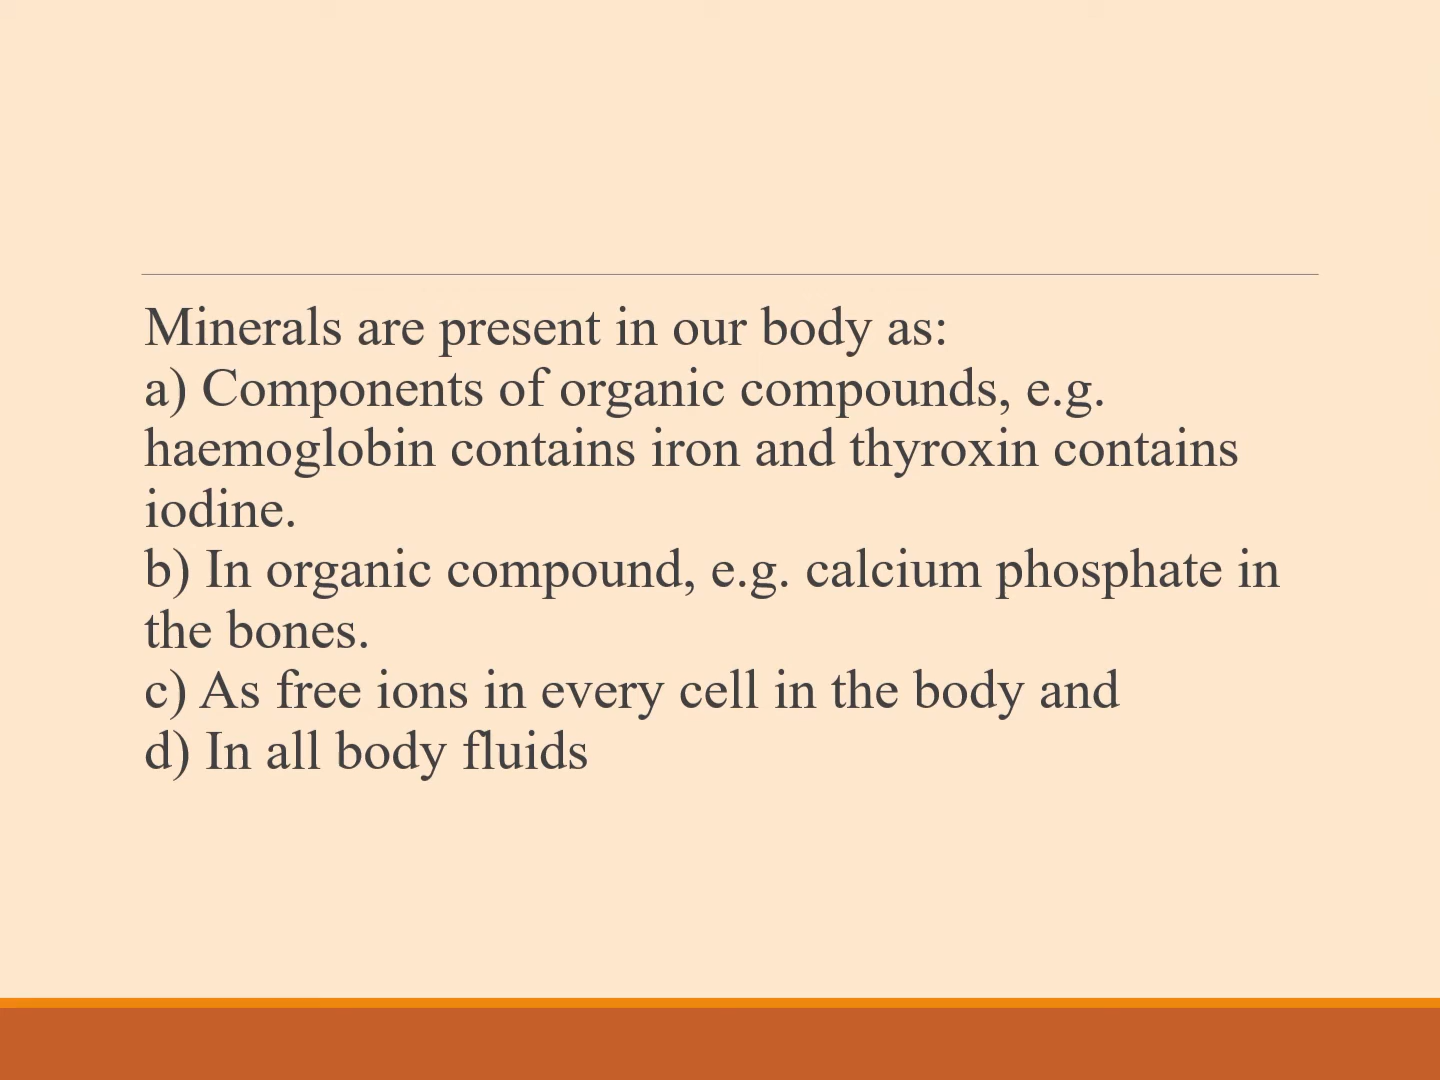 Minerals are present in our body as:
a) Components of organic compounds, e.g.
haemoglobin contains iron and thyroxin contains
iodine.
b) In organic compound, e.g. calcium phosphate in
the bones.
c) As free ions in every cell in the body and
d) In all body fluids